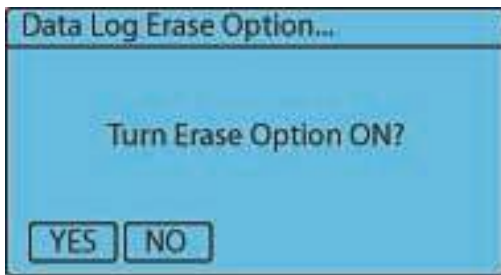 Data Log Erase Option...
Turn Erase Option ON?
YES NO